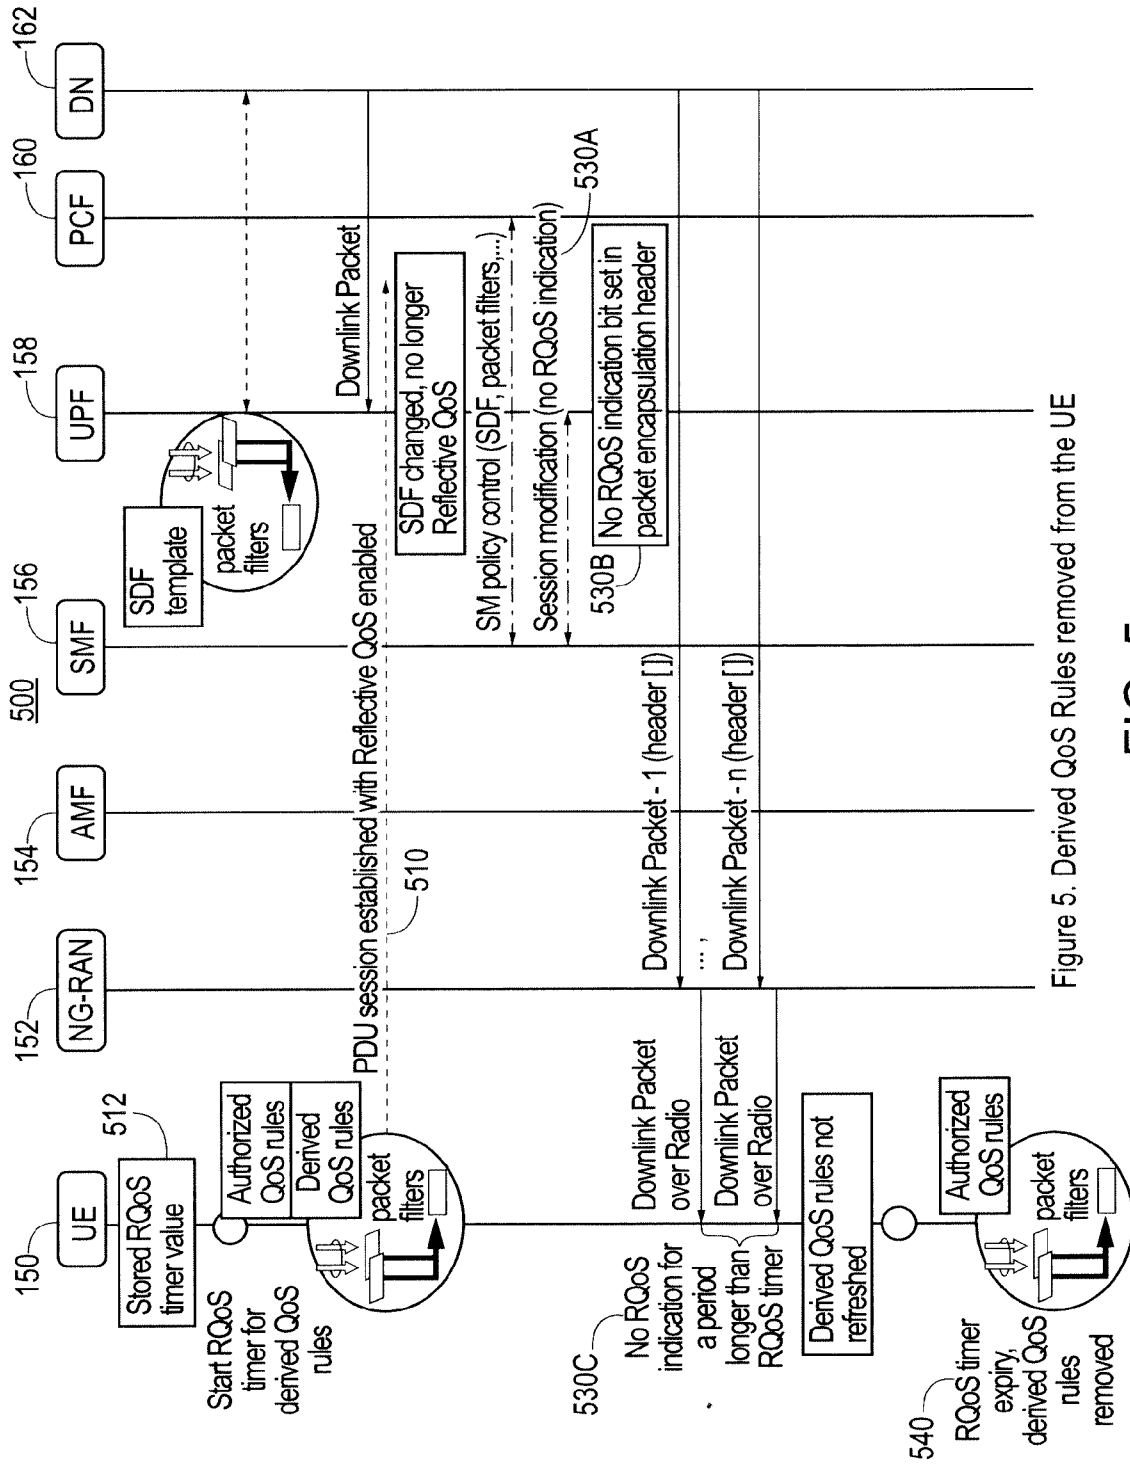 500
150
UE
152
NG-RAN
154
AMF
156
SMF
158
UPF
160
PCF
162
DN
512
Stored RQoS
timer value
Start RQoS
timer for
derived QoS
rules
Authorized
QoS rules
Derived
QoS rules
packet
filters
SDF
template
packet
filters
Downlink Packet
PDU session established with Reflective QoS enabled
510
SDF changed, no longer
Reflective QoS
SM policy control (SDF, packet filters,...)
Session modification (no RQoS indication)
530A
530B
No RQoS indication bit set in
packet encapsulation header
530C
No RQoS
indication for
a period
longer than
RQoS timer
Downlink Packet - 1 (header [ ])
... ,
Downlink Packet - n (header [ ])
Downlink Packet
over Radio
Downlink Packet
over Radio
Derived QoS rules not
refreshed
540
RQoS timer
expiry,
derived QoS
rules
removed
Authorized
QoS rules
packet
filters
Figure 5. Derived QoS Rules removed from the UE